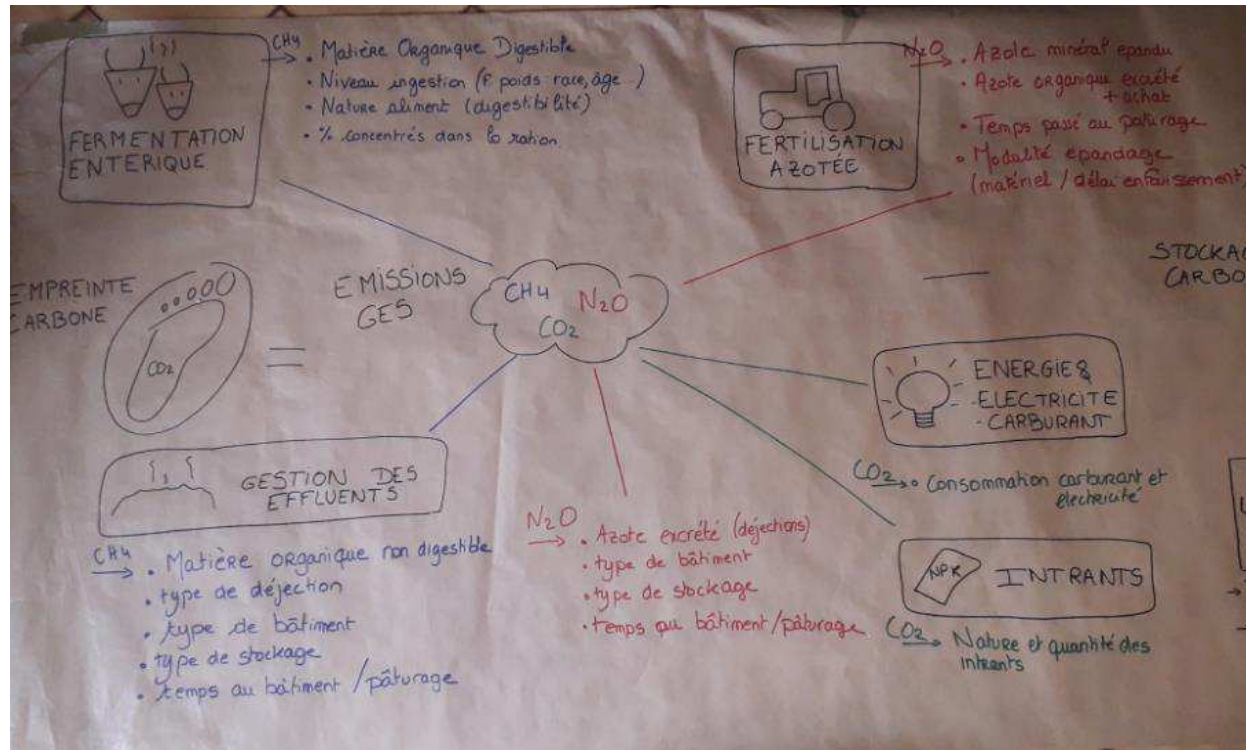 FERMENTATION
ENTERIQUE
CH4
→ • Matière Organique Digestible
• Niveau ingestion (F poids race, âge ..)
• Nature aliment (digestibilité)
• % concentrés dans la ration.
FERTILISATION
AZOTÉE
N2O
→ • Azote minéral épandu
• Azote organique excrété
+ achat
• Temps passé au pâturage
• Modalité épandage
(matériel / délai enfouissement)
EMPREINTE
CARBONE
CO2
=
EMISSIONS
GES
CH4 N2O
CO2
—
STOCKAG
CARBO
ENERGIES
- ELECTRICITE
- CARBURANT
CO2 → • Consommation carburant et
électricité
GESTION DES
EFFLUENTS
CH4
→ • Matière organique non digestible
• type de déjection
• type de bâtiment
• type de stockage
• temps au bâtiment / pâturage
N2O
→ • Azote excrété (déjections)
• type de bâtiment
• type de stockage
• temps au bâtiment / pâturage
NPK INTRANTS
CO2 → Nature et quantité des
intrants